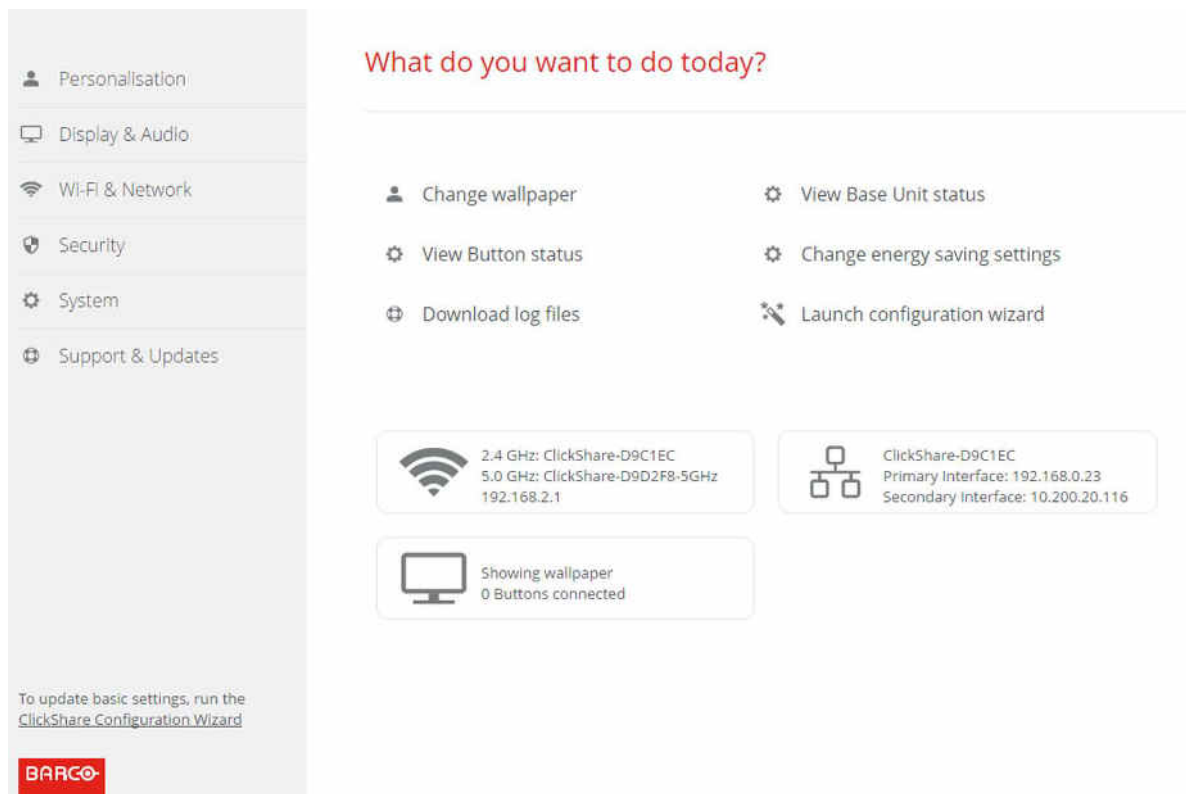 Personalisation
Display & Audio
Wi-Fi & Network
Security
System
Support & Updates
To update basic settings, run the
ClickShare Configuration Wizard
BARCO
What do you want to do today?
Change wallpaper
View Base Unit status
View Button status
Change energy saving settings
Download log files
Launch configuration wizard
2.4 GHz: ClickShare-D9C1EC
5.0 GHz: ClickShare-D9D2F8-5GHz
192.168.2.1
ClickShare-D9C1EC
Primary Interface: 192.168.0.23
Secondary Interface: 10.200.20.116
Showing wallpaper
0 Buttons connected